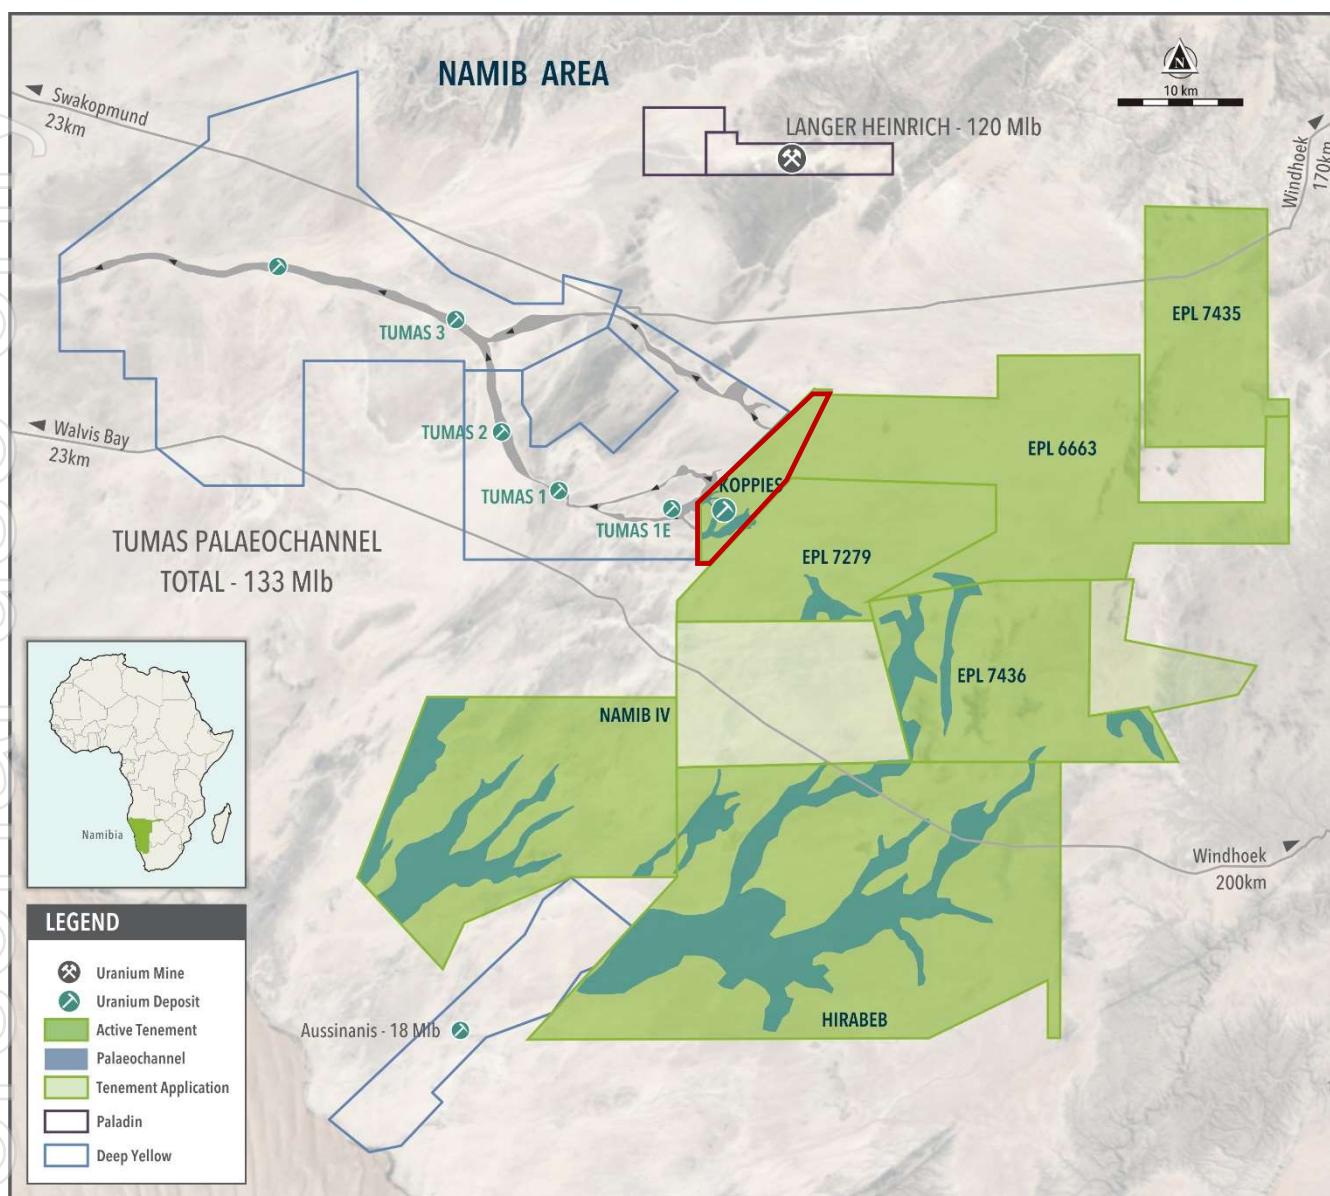 NAMIB AREA
N
10 km
Swakopmund
23km
LANGER HEINRICH - 120 Mlb
Windhoek
170km
EPL 7435
TUMAS 3
Walvis Bay
23km
TUMAS 2
EPL 6663
TUMAS 1
KOPPIES
TUMAS 1E
TUMAS PALAEOCHANNEL
TOTAL - 133 Mlb
EPL 7279
EPL 7436
NAMIB IV
Namibia
Windhoek
200km
LEGEND
Uranium Mine
Uranium Deposit
Active Tenement
Palaeochannel
Tenement Application
Paladin
Deep Yellow
Aussinanis - 18 Mlb
HIRABEB